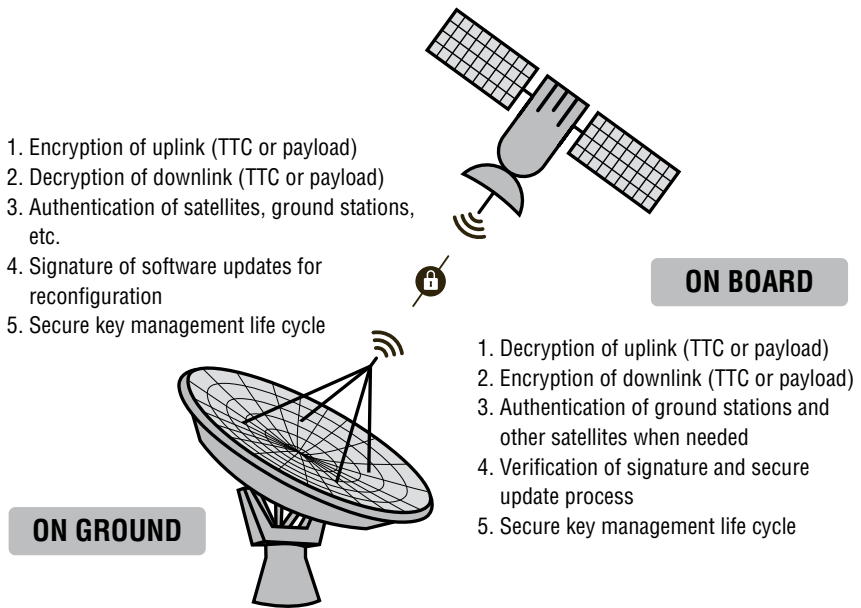 1. Encryption of uplink (TTC or payload)
2. Decryption of downlink (TTC or payload)
3. Authentication of satellites, ground stations,
etc.
4. Signature of software updates for
reconfiguration
5. Secure key management life cycle
ON GROUND
ON BOARD
1. Decryption of uplink (TTC or payload)
2. Encryption of downlink (TTC or payload)
3. Authentication of ground stations and
other satellites when needed
4. Verification of signature and secure
update process
5. Secure key management life cycle